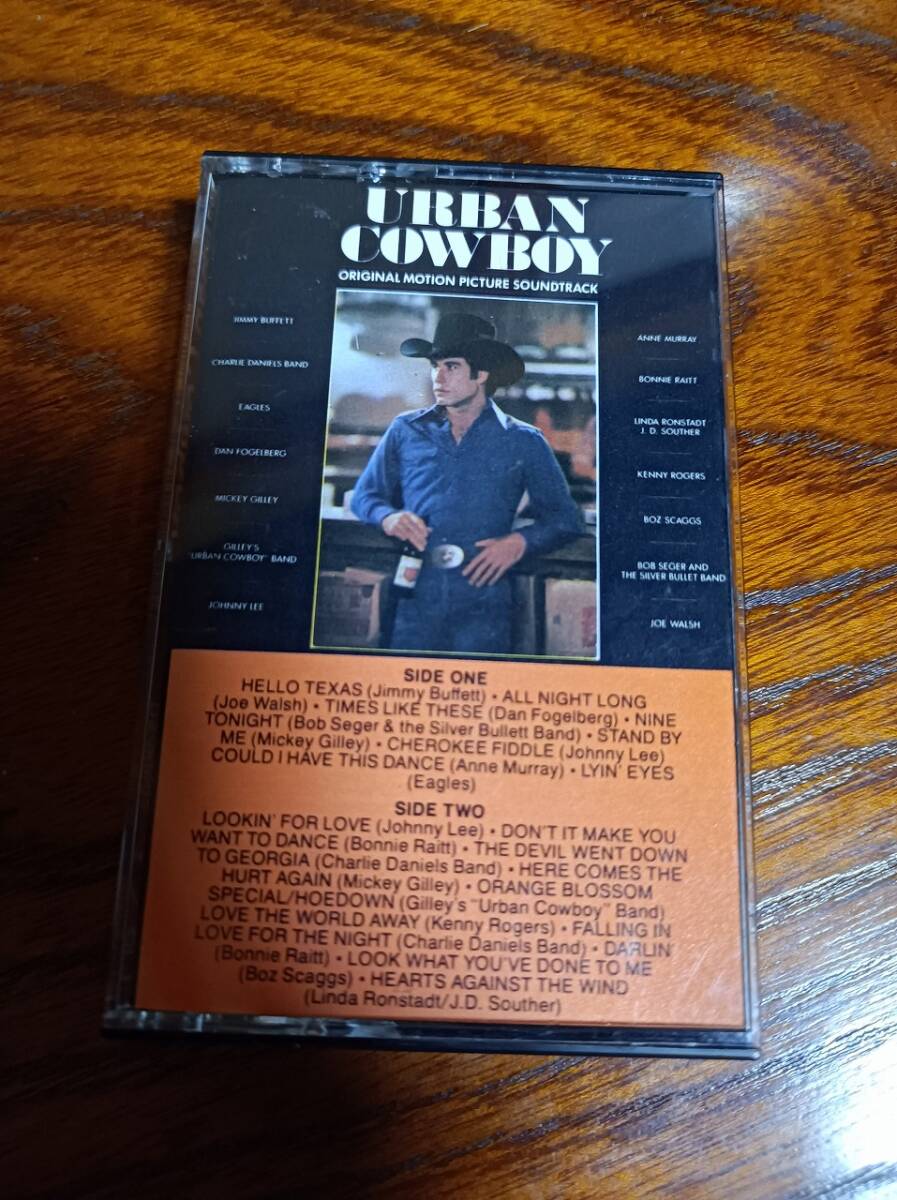 URBAN
COWBOY
ORIGINAL MOTION PICTURE SOUNDTRACK
JIMMY BUFFETT
CHARLIE DANIELS BAND
EAGLES
DAN FOGELBERG
MICKEY GILLEY
GILLEY'S
"URBAN COWBOY" BAND
JOHNNY LEE
ANNE MURRAY
BONNIE RAITT
LINDA RONSTADT
J. D. SOUTHER
KENNY ROGERS
BOZ SCAGGS
BOB SEGER AND
THE SILVER BULLET BAND
JOE WALSH
SIDE ONE
HELLO TEXAS (Jimmy Buffett) • ALL NIGHT LONG
(Joe Walsh) • TIMES LIKE THESE (Dan Fogelberg) • NINE
TONIGHT (Bob Seger & the Silver Bullett Band) • STAND BY
ME (Mickey Gilley) • CHEROKEE FIDDLE (Johnny Lee)
COULD I HAVE THIS DANCE (Anne Murray) • LYIN' EYES
(Eagles)
SIDE TWO
LOOKIN' FOR LOVE (Johnny Lee) • DON'T IT MAKE YOU
WANT TO DANCE (Bonnie Raitt) • THE DEVIL WENT DOWN
TO GEORGIA (Charlie Daniels Band) • HERE COMES THE
HURT AGAIN (Mickey Gilley) • ORANGE BLOSSOM
SPECIAL/HOEDOWN (Gilley's "Urban Cowboy" Band)
LOVE THE WORLD AWAY (Kenny Rogers) • FALLING IN
LOVE FOR THE NIGHT (Charlie Daniels Band) • DARLIN'
(Bonnie Raitt) • LOOK WHAT YOU'VE DONE TO ME
(Boz Scaggs) • HEARTS AGAINST THE WIND
(Linda Ronstadt/J.D. Souther)